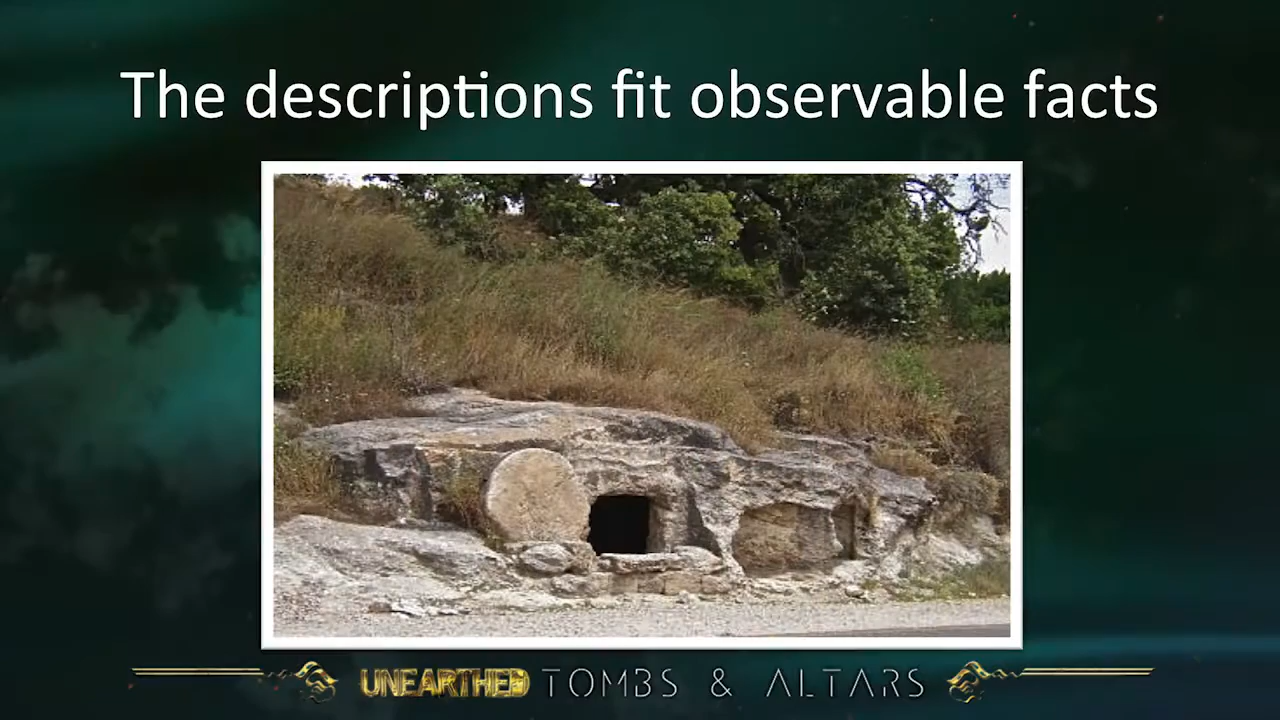 The descriptions fit observable facts
UNEARTHED TOMBS & ALTARS